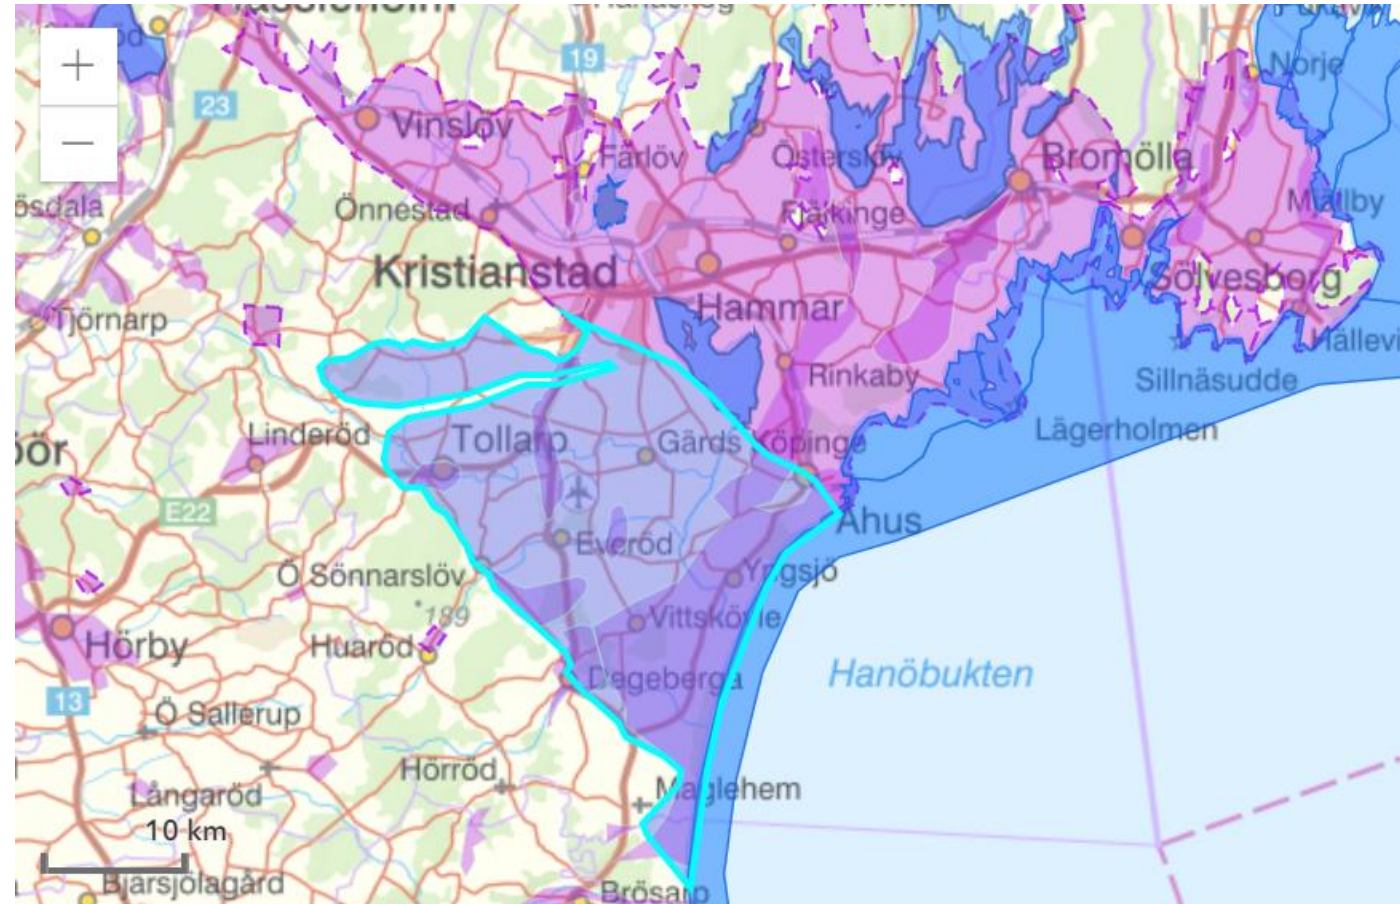 +
19
23
−
Vinslöv
Färlöv
Norje
Bromölla
Önnestad
Fjälkinge
Mjällby
Kristianstad
Sölvesborg
Hammar
Tjörnarp
Hällevi
Rinkaby
Sillnäsudde
Linderöd
Tollarp
Gärds Köpinge
Lägerholmen
öör
E22
Åhus
Everöd
Ö Sönnarslöv
Yngsjö
189
Vittskövle
Hörby
Huaröd
Hanöbukten
Degeberga
13
Ö Sallerup
Hörröd
Maglehem
Långaröd
10 km
Bjärsjölagård
Brösarp